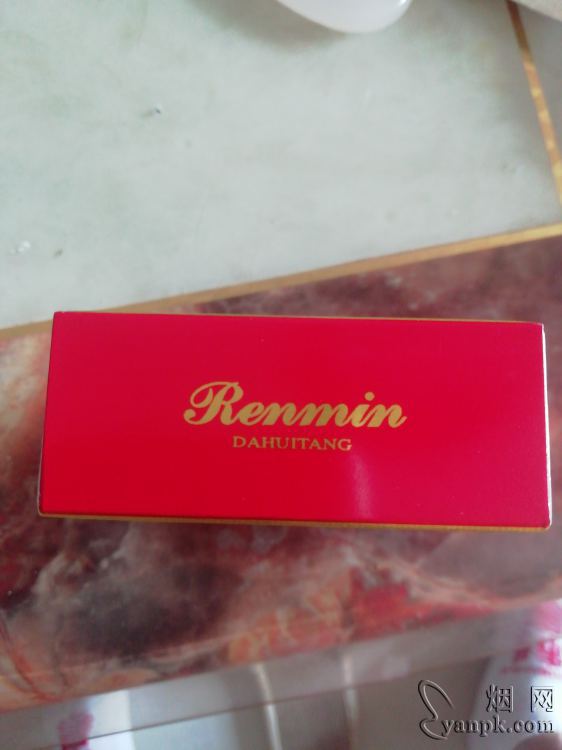 Renmin
DAHUITANG
烟网
yanpk.com